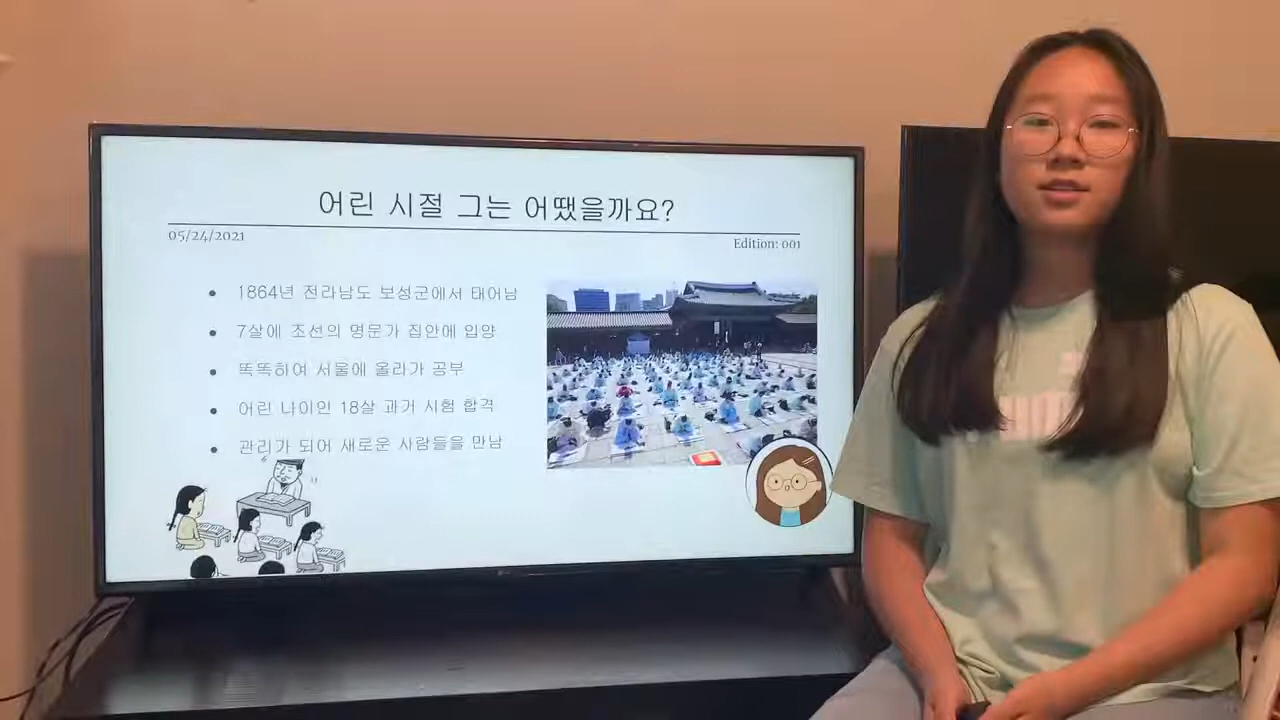 어린 시절 그는 어땠을까요?
05/24/2021
Edition: 001
• 1864년 전라남도 보성군에서 태어남
• 7살에 조선의 명문가 집안에 입양
• 똑똑하여 서울에 올라가 공부
• 어린 나이인 18살 과거 시험 합격
• 관리가 되어 새로운 사람들을 만남